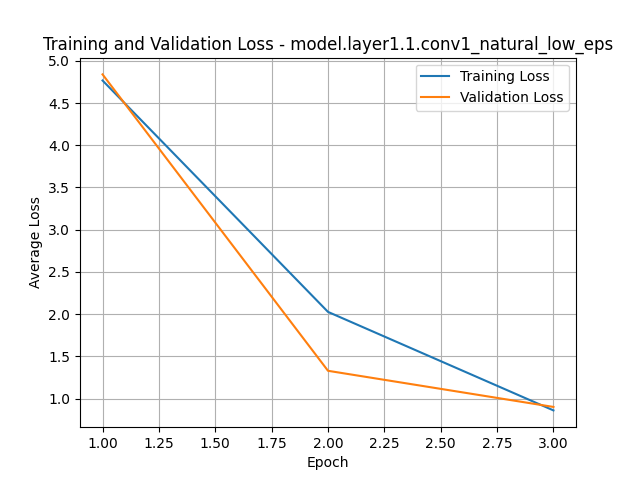 Training and Validation Loss - model.layer1.1.conv1_natural_low_eps
Training Loss
Validation Loss
Average Loss
5.0
4.5
4.0
3.5
3.0
2.5
2.0
1.5
1.0
1.00 1.25 1.50 1.75 2.00 2.25 2.50 2.75 3.00
Epoch